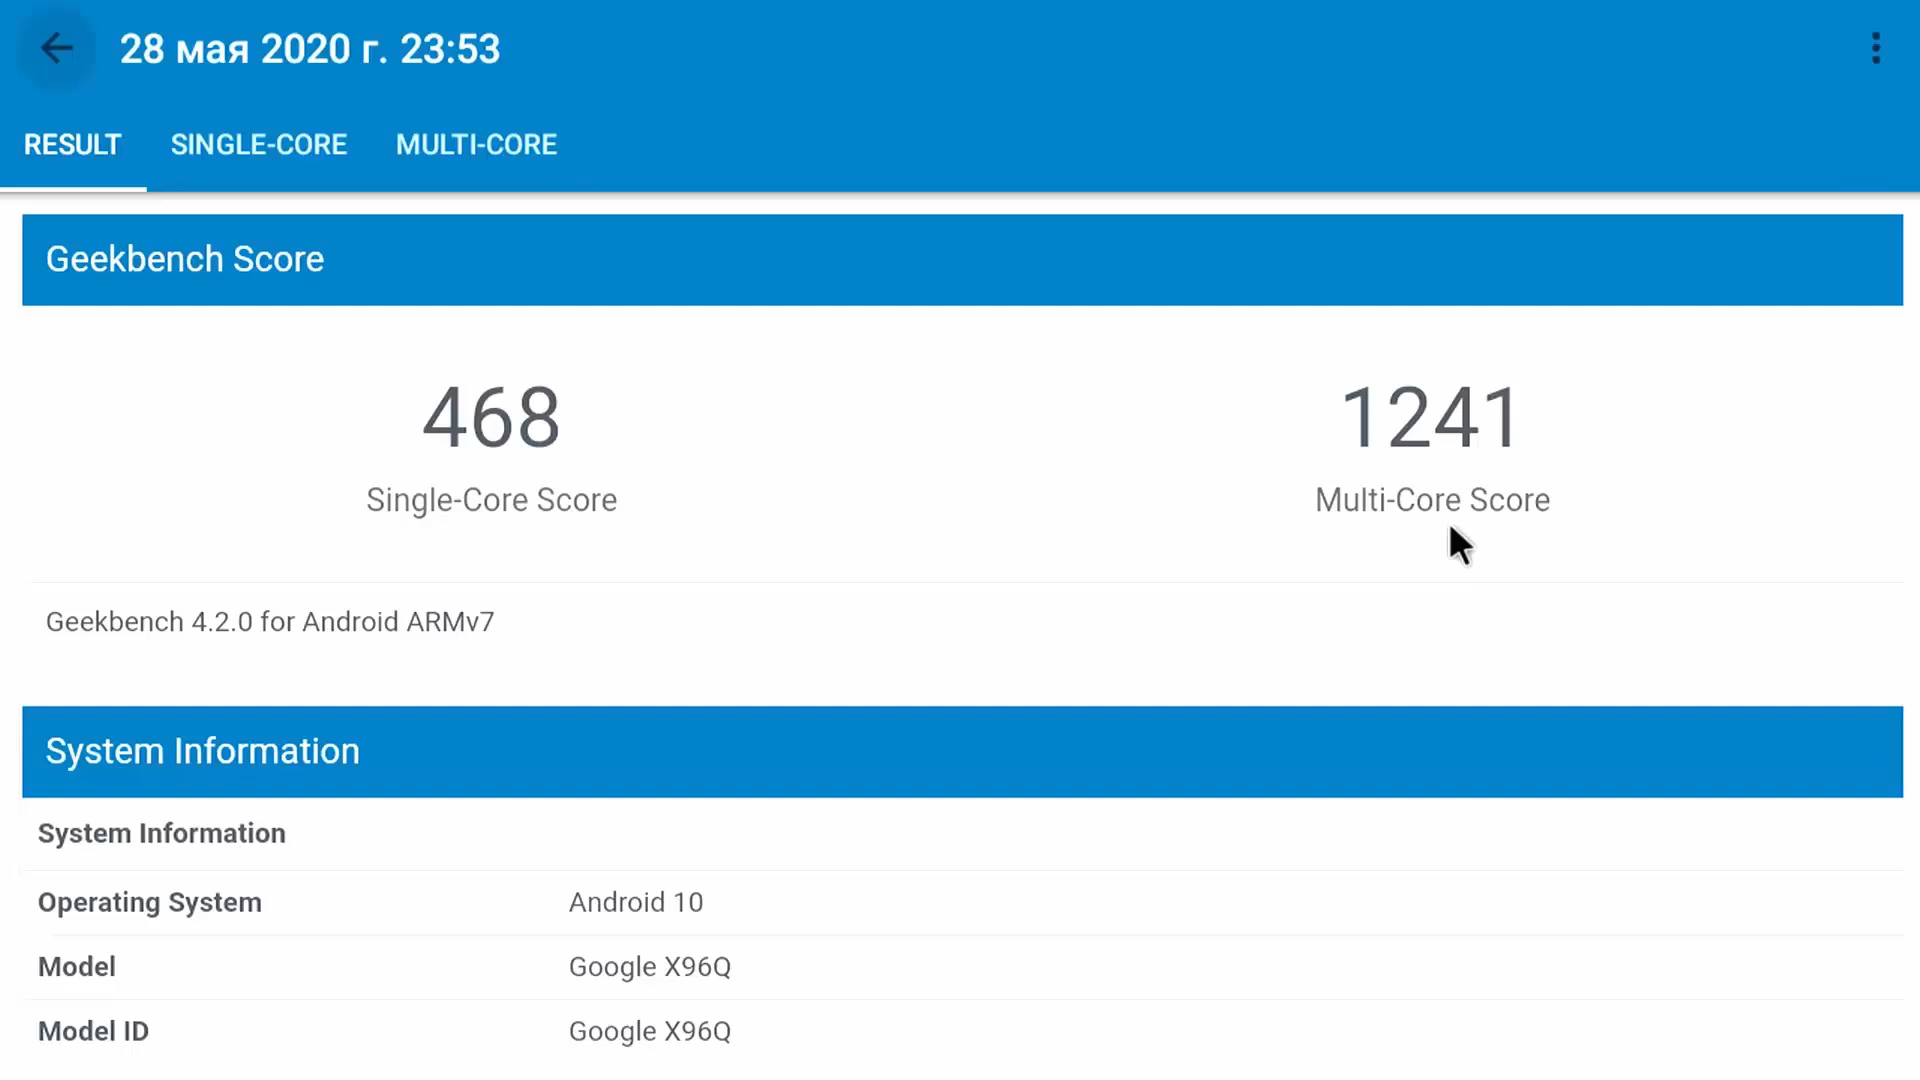 28 мая 2020 г. 23:53
RESULT SINGLE-CORE MULTI-CORE
Geekbench Score
468 1241
Single-Core Score Multi-Core Score
Geekbench 4.2.0 for Android ARMv7
System Information
System Information
Operating System Android 10
Model Google X96Q
Model ID Google X96Q